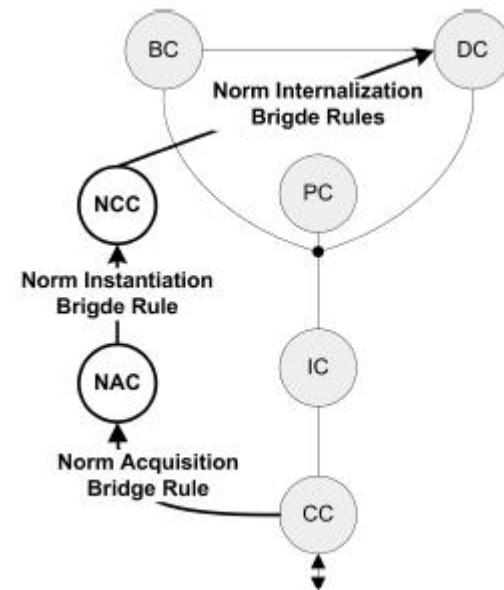 BC
DC
Norm Internalization
Brigde Rules
PC
NCC
Norm Instantiation
Brigde Rule
IC
NAC
Norm Acquisition
Bridge Rule
CC